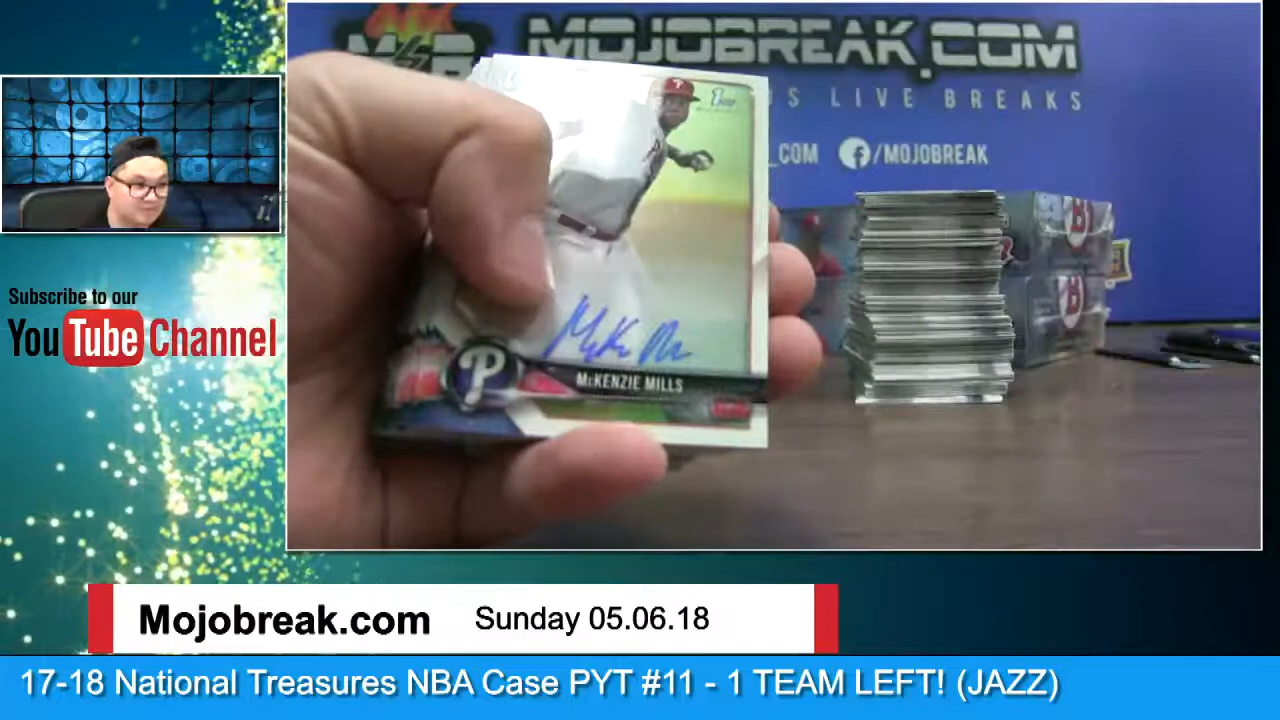 MOJOBREAK.COM
S LIVE BREAKS
_COM f/MOJOBREAK
1st
P
McKENZIE MILLS
Subscribe to our
YouTube Channel
Mojobreak.com Sunday 05.06.18
17-18 National Treasures NBA Case PYT #11 - 1 TEAM LEFT! (JAZZ)